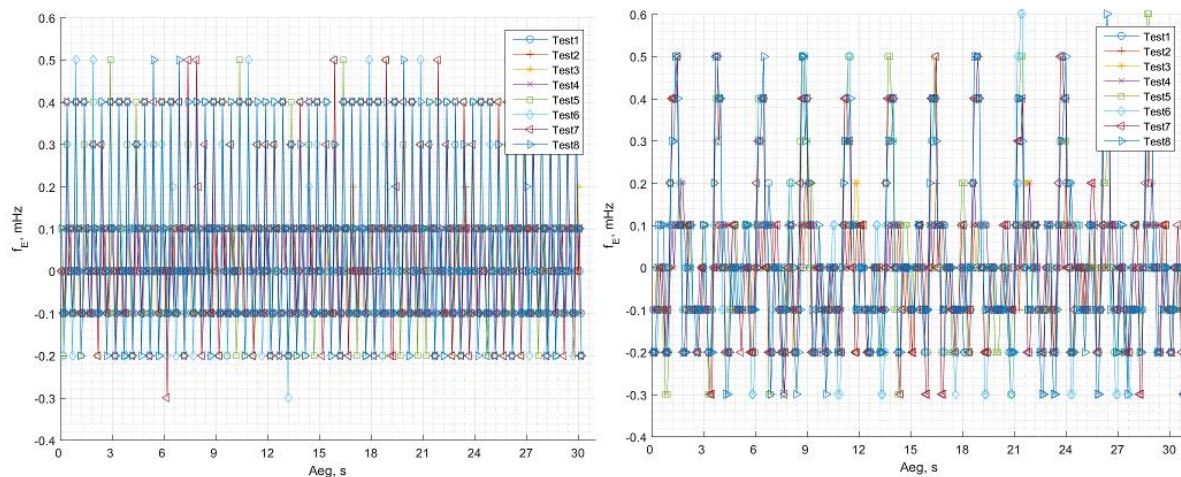 0.6
0.5
0.4
0.3
0.2
0.1
0
-0.1
-0.2
-0.3
-0.4
f_E, mHz
0 3 6 9 12 15 18 21 24 27 30
Aeg, s
Test1
Test2
Test3
Test4
Test5
Test6
Test7
Test8
0.6
0.5
0.4
0.3
0.2
0.1
0
-0.1
-0.2
-0.3
-0.4
f_E, mHz
0 3 6 9 12 15 18 21 24 27 30
Aeg, s
Test1
Test2
Test3
Test4
Test5
Test6
Test7
Test8